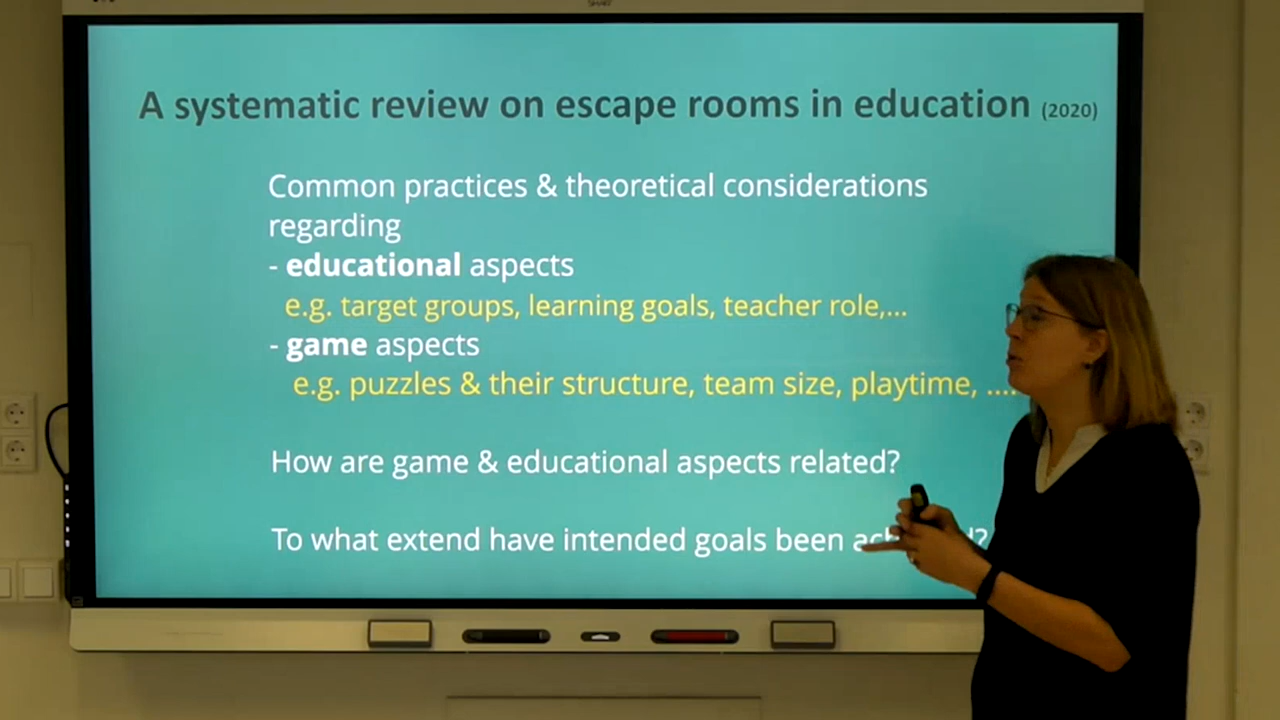 SMART
A systematic review on escape rooms in education (2020)
Common practices & theoretical considerations
regarding
- educational aspects
e.g. target groups, learning goals, teacher role,...
- game aspects
e.g. puzzles & their structure, team size, playtime, ....
How are game & educational aspects related?
To what extend have intended goals been